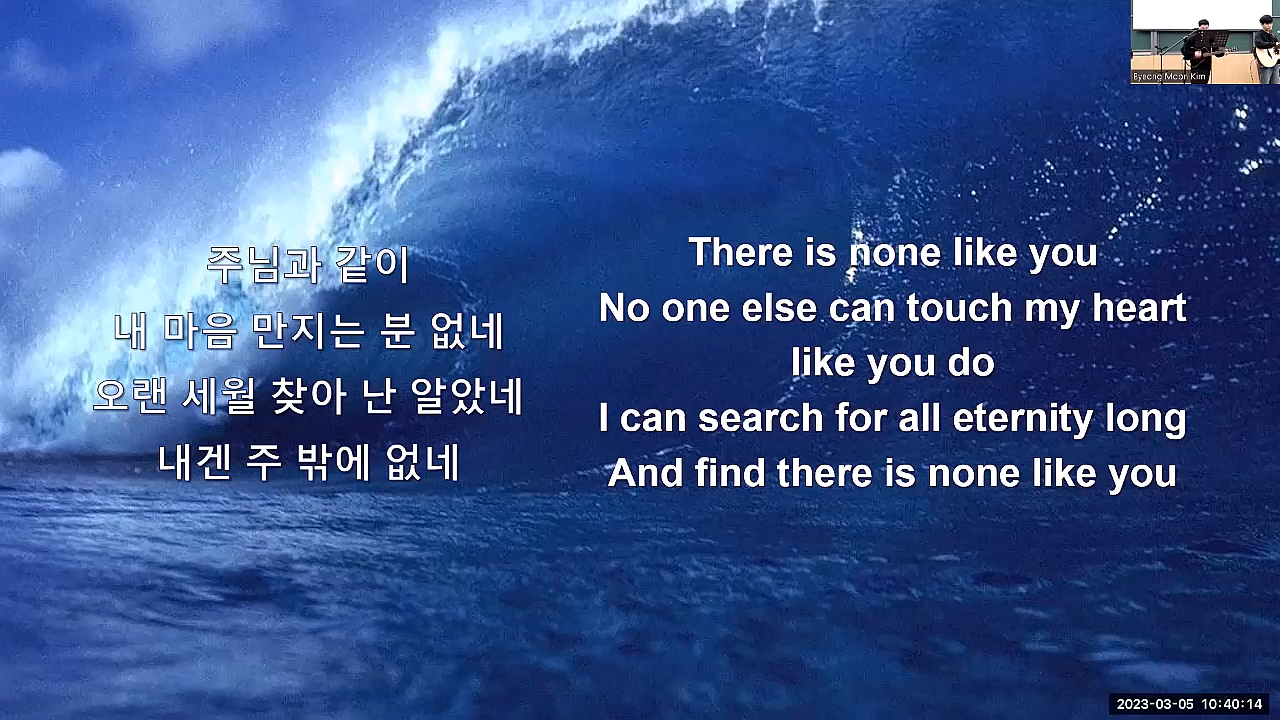 Byeong Moon Kim
주님과 같이
내 마음 만지는 분 없네
오랜 세월 찾아 난 알았네
내겐 주 밖에 없네
There is none like you
No one else can touch my heart
like you do
I can search for all eternity long
And find there is none like you
2023-03-05 10:40:14